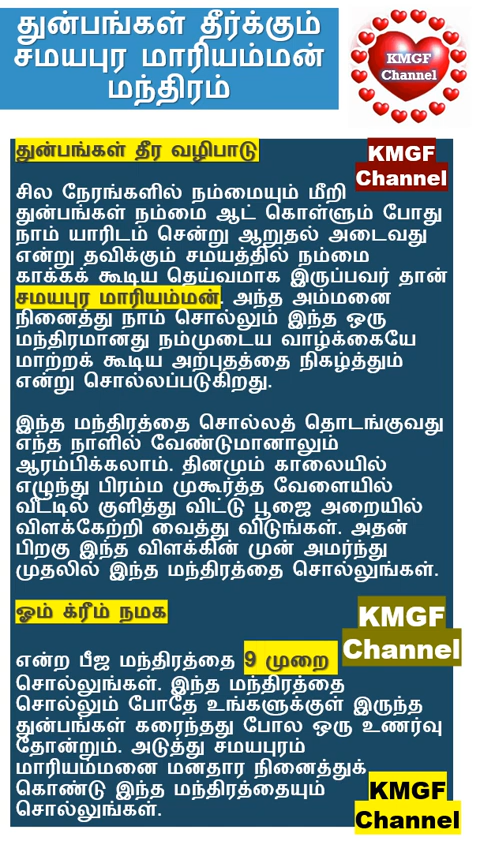 துன்பங்கள் தீர்க்கும்
சமயபுர மாரியம்மன்
மந்திரம்
KMGF
Channel
துன்பங்கள் தீர வழிபாடு
KMGF
Channel
சில நேரங்களில் நம்மையும் மீறி
துன்பங்கள் நம்மை ஆட் கொள்ளும் போது
நாம் யாரிடம் சென்று ஆறுதல் அடைவது
என்று தவிக்கும் சமயத்தில் நம்மை
காக்கக் கூடிய தெய்வமாக இருப்பவர் தான்
சமயபுர மாரியம்மன். அந்த அம்மனை
நினைத்து நாம் சொல்லும் இந்த ஒரு
மந்திரமானது நம்முடைய வாழ்க்கையே
மாற்றக் கூடிய அற்புதத்தை நிகழ்த்தும்
என்று சொல்லப்படுகிறது.
இந்த மந்திரத்தை சொல்லத் தொடங்குவது
எந்த நாளில் வேண்டுமானாலும்
ஆரம்பிக்கலாம். தினமும் காலையில்
எழுந்து பிரம்ம முகூர்த்த வேளையில்
வீட்டில் குளித்து விட்டு பூஜை அறையில்
விளக்கேற்றி வைத்து விடுங்கள். அதன்
பிறகு இந்த விளக்கின் முன் அமர்ந்து
முதலில் இந்த மந்திரத்தை சொல்லுங்கள்.
ஓம் க்ரீம் நமக
KMGF
Channel
என்ற பீஜ மந்திரத்தை 9 முறை
சொல்லுங்கள். இந்த மந்திரத்தை
சொல்லும் போதே உங்களுக்குள் இருந்த
துன்பங்கள் கரைந்தது போல ஒரு உணர்வு
தோன்றும். அடுத்து சமயபுரம்
மாரியம்மனை மனதார நினைத்துக்
கொண்டு இந்த மந்திரத்தையும்
சொல்லுங்கள்.
KMGF
Channel